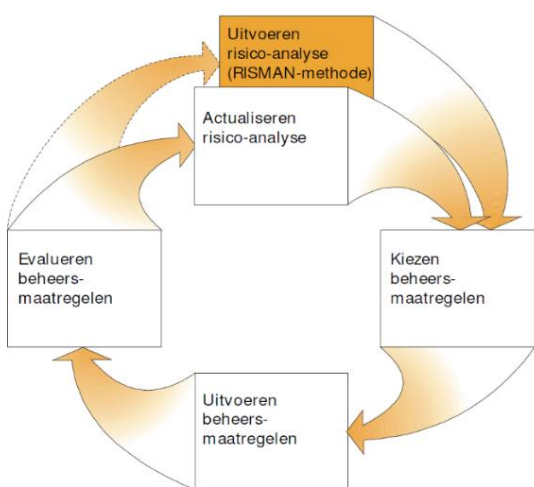 Uitvoeren
risico-analyse
(RISMAN-methode)
Actualiseren
risico-analyse
Kiezen
beheers-
maatregelen
Uitvoeren
beheers-
maatregelen
Evalueren
beheers-
maatregelen